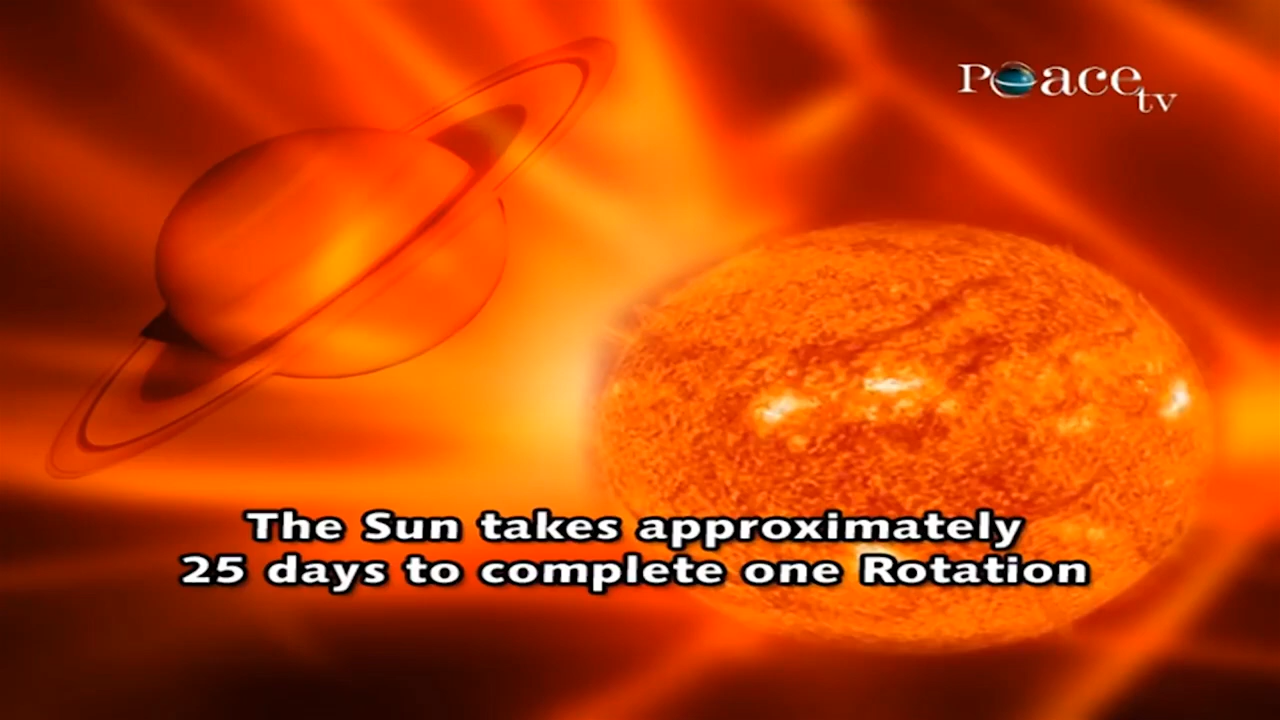 Peace tv
The Sun takes approximately
25 days to complete one Rotation